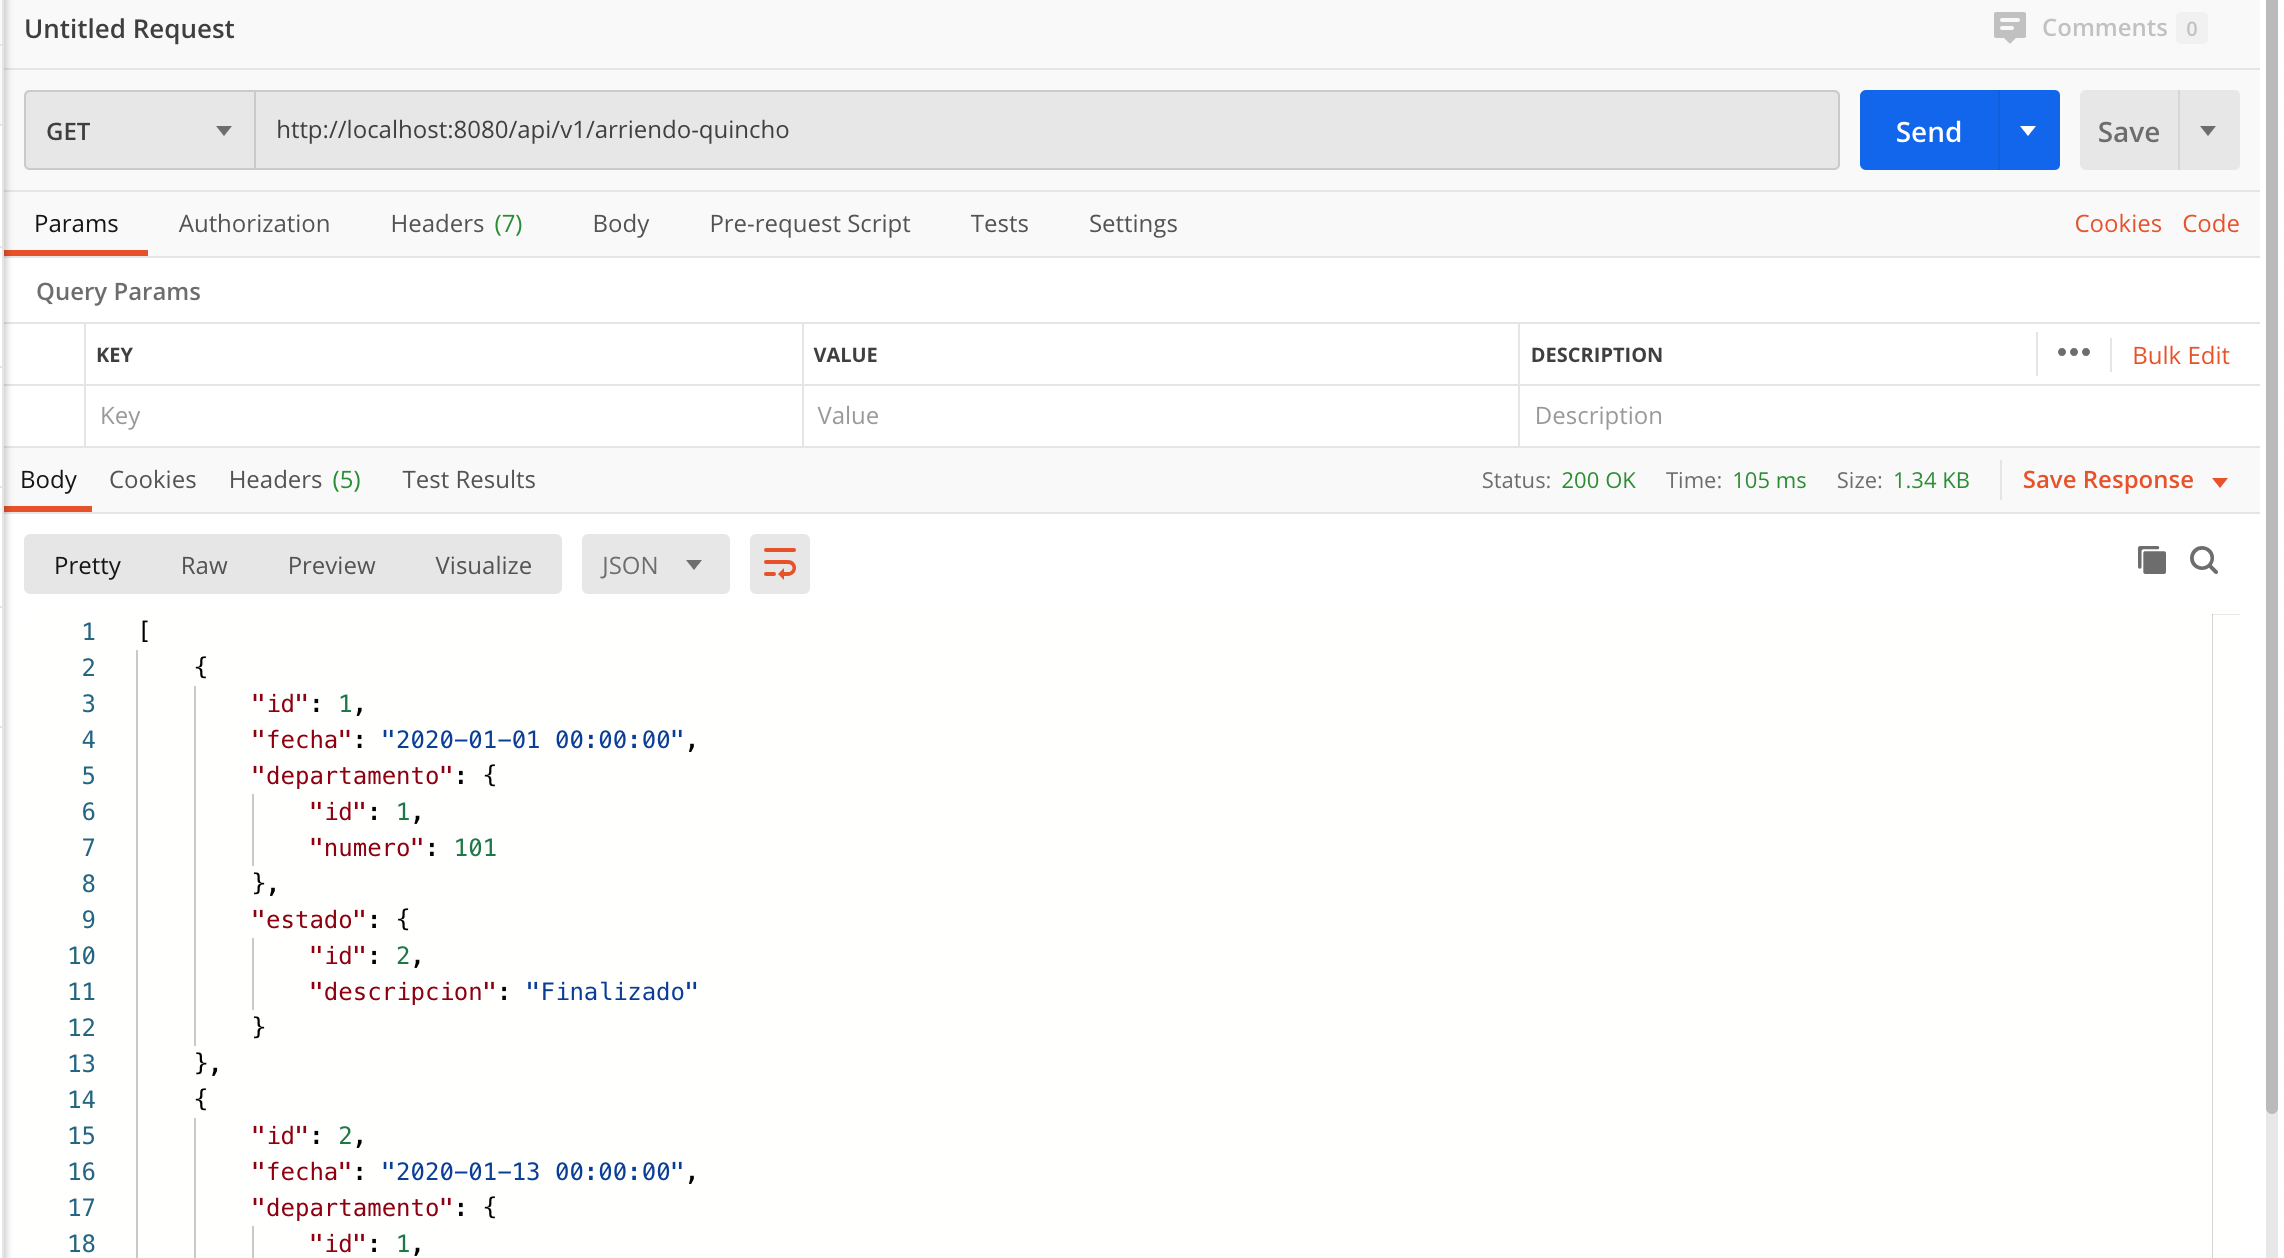 Untitled Request
Comments 0
GET http://localhost:8080/api/v1/arriendo-quincho Send Save
Params Authorization Headers (7) Body Pre-request Script Tests Settings Cookies Code
Query Params
KEY VALUE DESCRIPTION ••• Bulk Edit
Key Value Description
Body Cookies Headers (5) Test Results Status: 200 OK Time: 105 ms Size: 1.34 KB Save Response
Pretty Raw Preview Visualize JSON
1 [
2 {
3 "id": 1,
4 "fecha": "2020-01-01 00:00:00",
5 "departamento": {
6 "id": 1,
7 "numero": 101
8 },
9 "estado": {
10 "id": 2,
11 "descripcion": "Finalizado"
12 }
13 },
14 {
15 "id": 2,
16 "fecha": "2020-01-13 00:00:00",
17 "departamento": {
18 "id": 1,